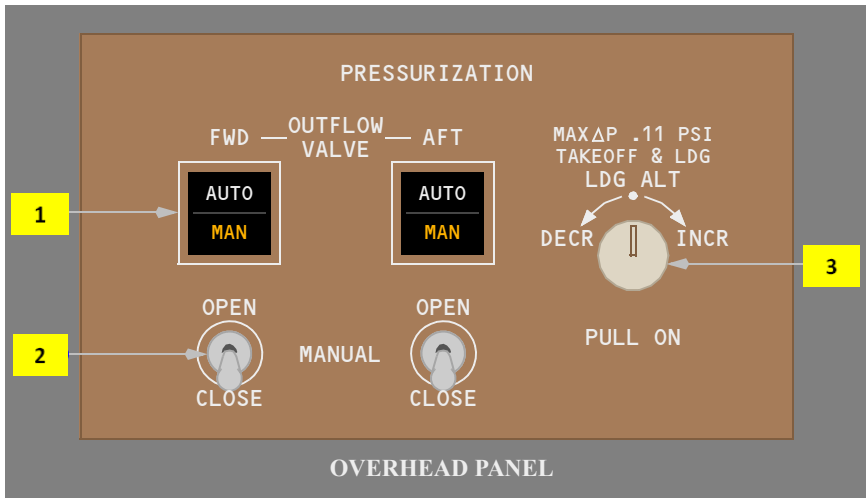 PRESSURIZATION
FWD — OUTFLOW VALVE — AFT
MAX∆P .11 PSI
TAKEOFF & LDG
LDG ALT
AUTO
MAN
AUTO
MAN
DECR
INCR
1
3
OPEN
OPEN
PULL ON
2
MANUAL
CLOSE
CLOSE
OVERHEAD PANEL